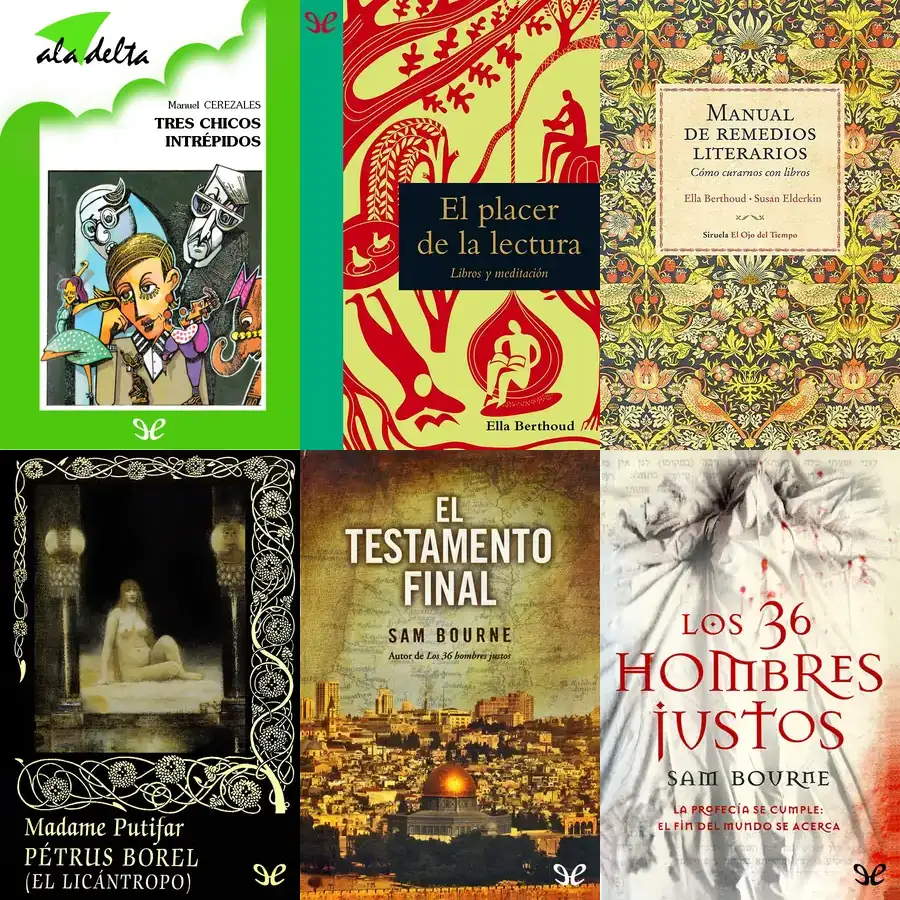 ala delta
Manuel CEREZALES
TRES CHICOS
INTRÉPIDOS
El placer
de la lectura
Libros y meditación
Ella Berthoud
MANUAL
DE REMEDIOS
LITERARIOS
Cómo curarnos con libros
Ella Berthoud · Susan Elderkin
Siruela El Ojo del Tiempo
Madame Putifar
PÉTRUS BOREL
(EL LICÁNTROPO)
EL
TESTAMENTO
FINAL
SAM BOURNE
Autor de Los 36 hombres justos
LOS 36
HOMBRES
JUSTOS
SAM BOURNE
LA PROFECÍA SE CUMPLE:
EL FIN DEL MUNDO SE ACERCA